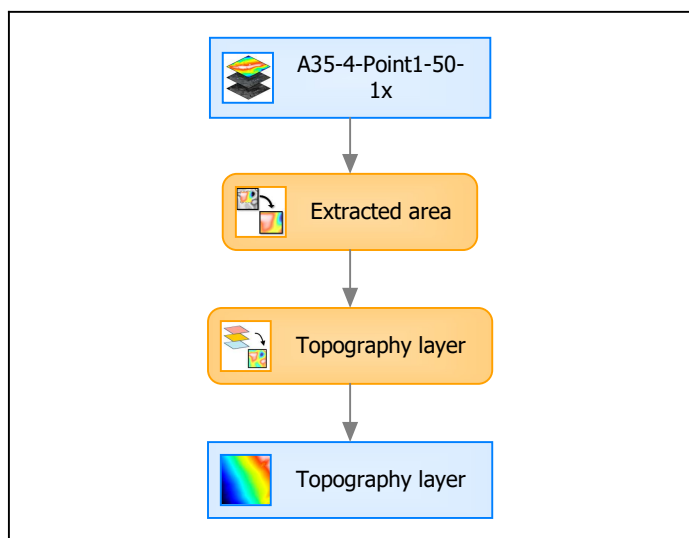 A35-4-Point1-50-
1x
Extracted area
Topography layer
Topography layer